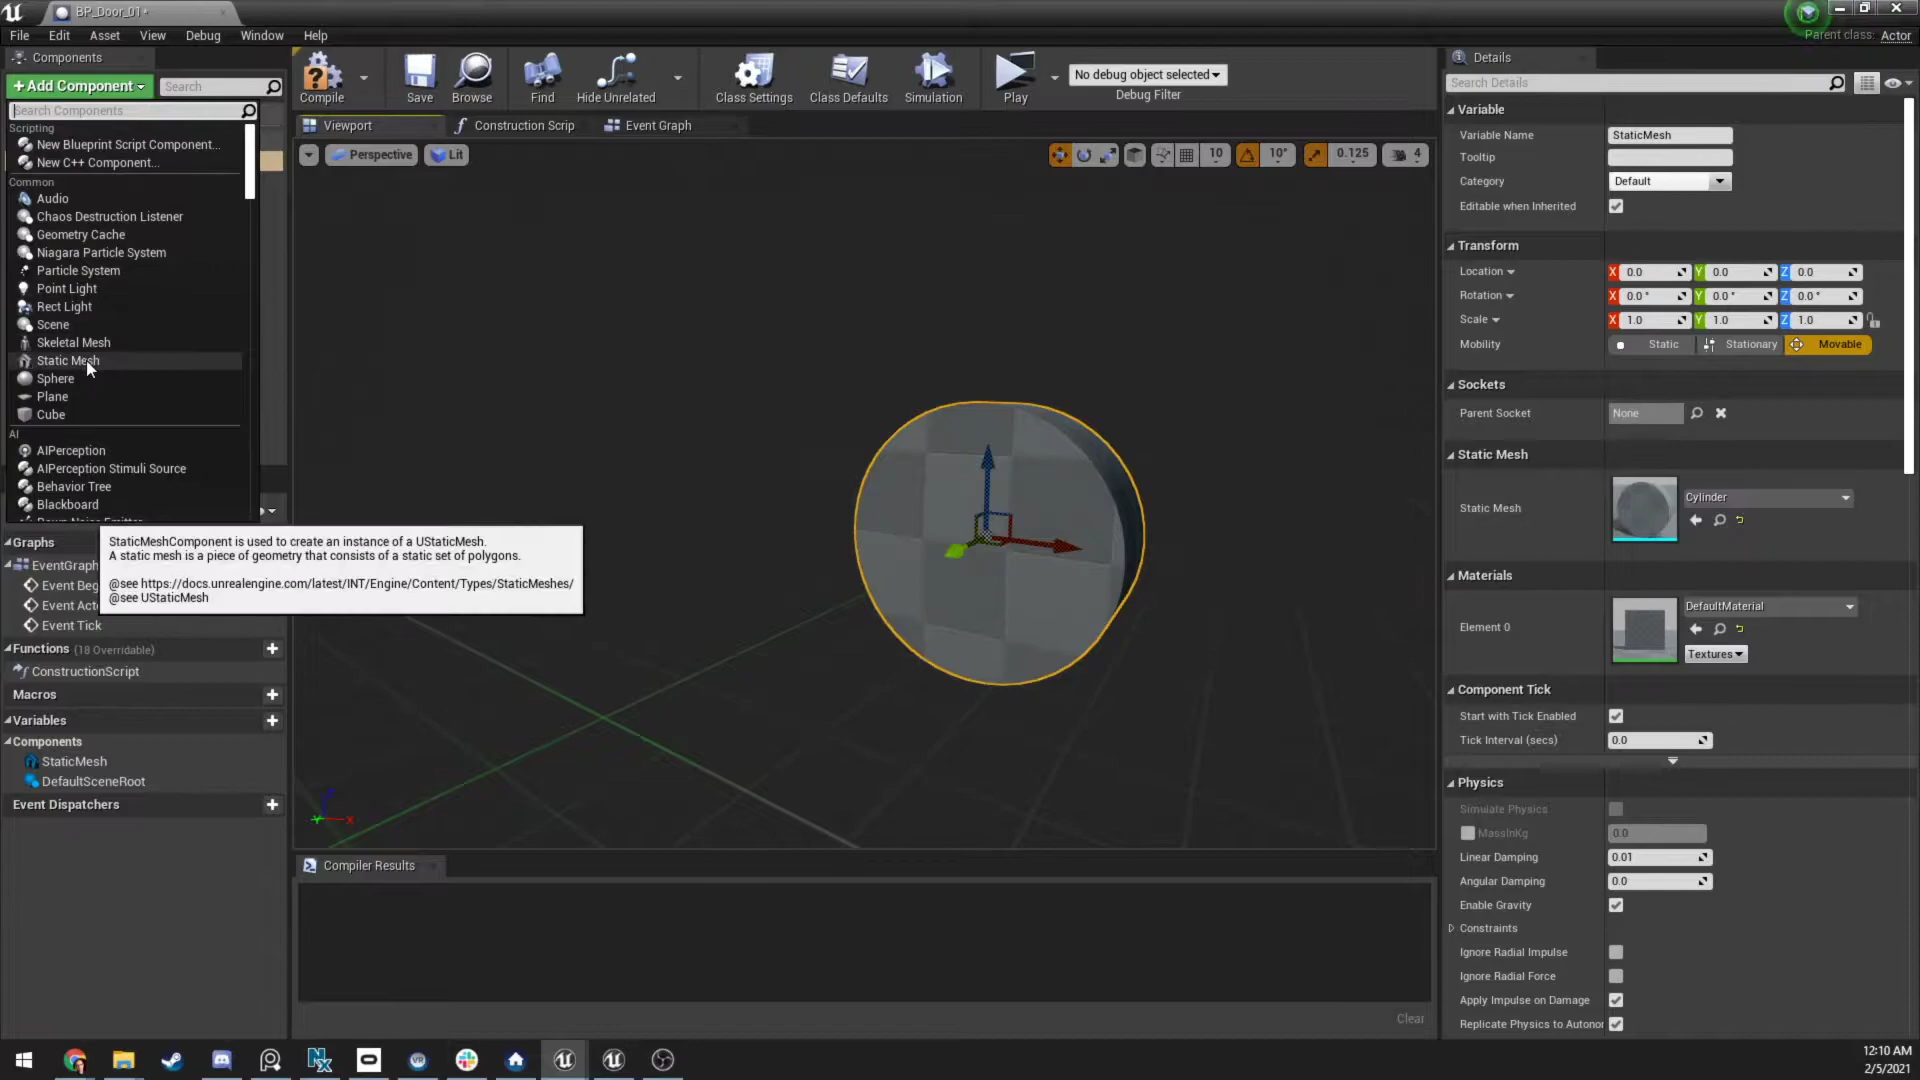 BP_Door_01*
File Edit Asset View Debug Window Help
Parent class: Actor
Components
+Add Component
Search
Search Components
Scripting
New Blueprint Script Component...
New C++ Component...
Common
Audio
Chaos Destruction Listener
Geometry Cache
Niagara Particle System
Particle System
Point Light
Rect Light
Scene
Skeletal Mesh
Static Mesh
Sphere
Plane
Cube
AI
AIPerception
AIPerception Stimuli Source
Behavior Tree
Blackboard
StaticMeshComponent is used to create an instance of a UStaticMesh.
A static mesh is a piece of geometry that consists of a static set of polygons.
@see https://docs.unrealengine.com/latest/INT/Engine/Content/Types/StaticMeshes/
@see UStaticMesh
Graphs
EventGraph
Event Beg
Event Act
Event Tick
Functions (18 Overridable)
ConstructionScript
Macros
Variables
Components
StaticMesh
DefaultSceneRoot
Event Dispatchers
Compile Save Browse Find Hide Unrelated Class Settings Class Defaults Simulation Play
No debug object selected
Debug Filter
Viewport Construction Scrip Event Graph
Perspective Lit
10 10° 0.125 4
Z
Y X
Compiler Results
Clear
Details
Search Details
Variable
Variable Name StaticMesh
Tooltip
Category Default
Editable when Inherited
Transform
Location X 0.0 Y 0.0 Z 0.0
Rotation X 0.0 ° Y 0.0 ° Z 0.0 °
Scale X 1.0 Y 1.0 Z 1.0
Mobility Static Stationary Movable
Sockets
Parent Socket None
Static Mesh
Static Mesh Cylinder
Materials
Element 0 DefaultMaterial
Textures
Component Tick
Start with Tick Enabled
Tick Interval (secs) 0.0
Physics
Simulate Physics
MassInKg 0.0
Linear Damping 0.01
Angular Damping 0.0
Enable Gravity
Constraints
Ignore Radial Impulse
Ignore Radial Force
Apply Impulse on Damage
Replicate Physics to Autonor
12:10 AM
2/5/2021